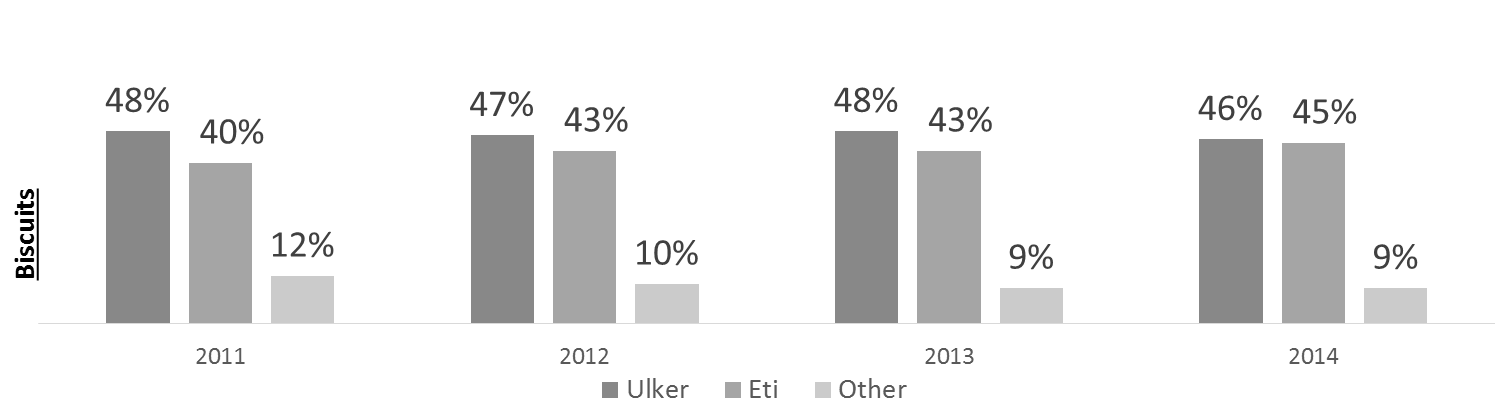 48% 40% 12% 47% 43% 10% 48% 43% 9% 46% 45% 9%
Biscuits
2011 2012 2013 2014
Ulker Eti Other